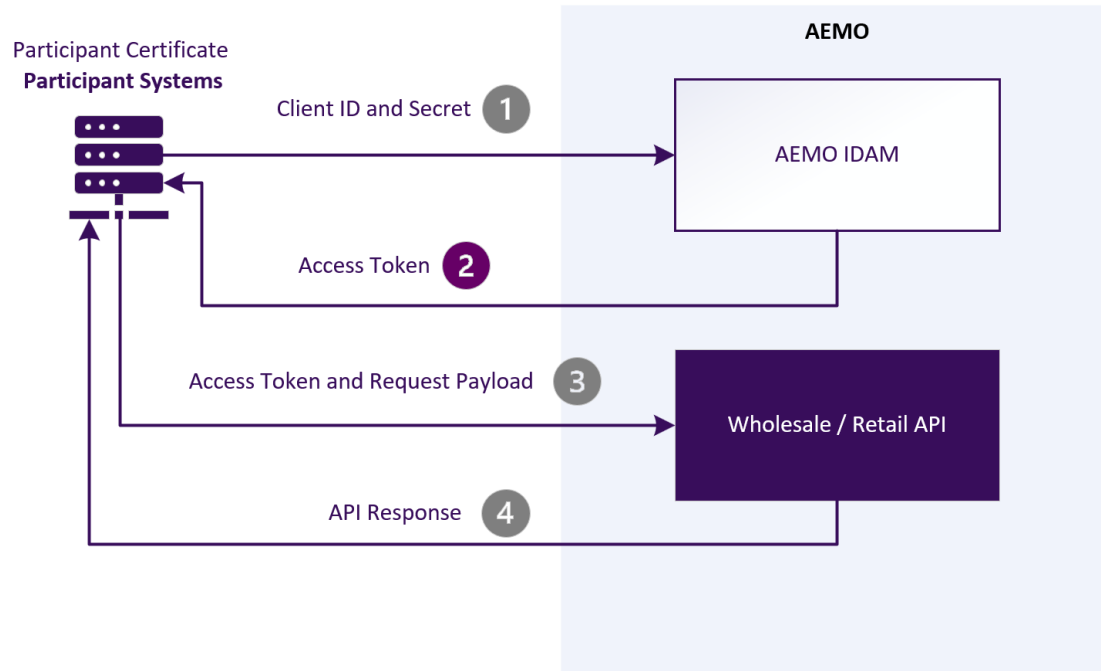 AEMO
Participant Certificate
Participant Systems
Client ID and Secret 1
AEMO IDAM
Access Token 2
Access Token and Request Payload 3
Wholesale / Retail API
API Response 4